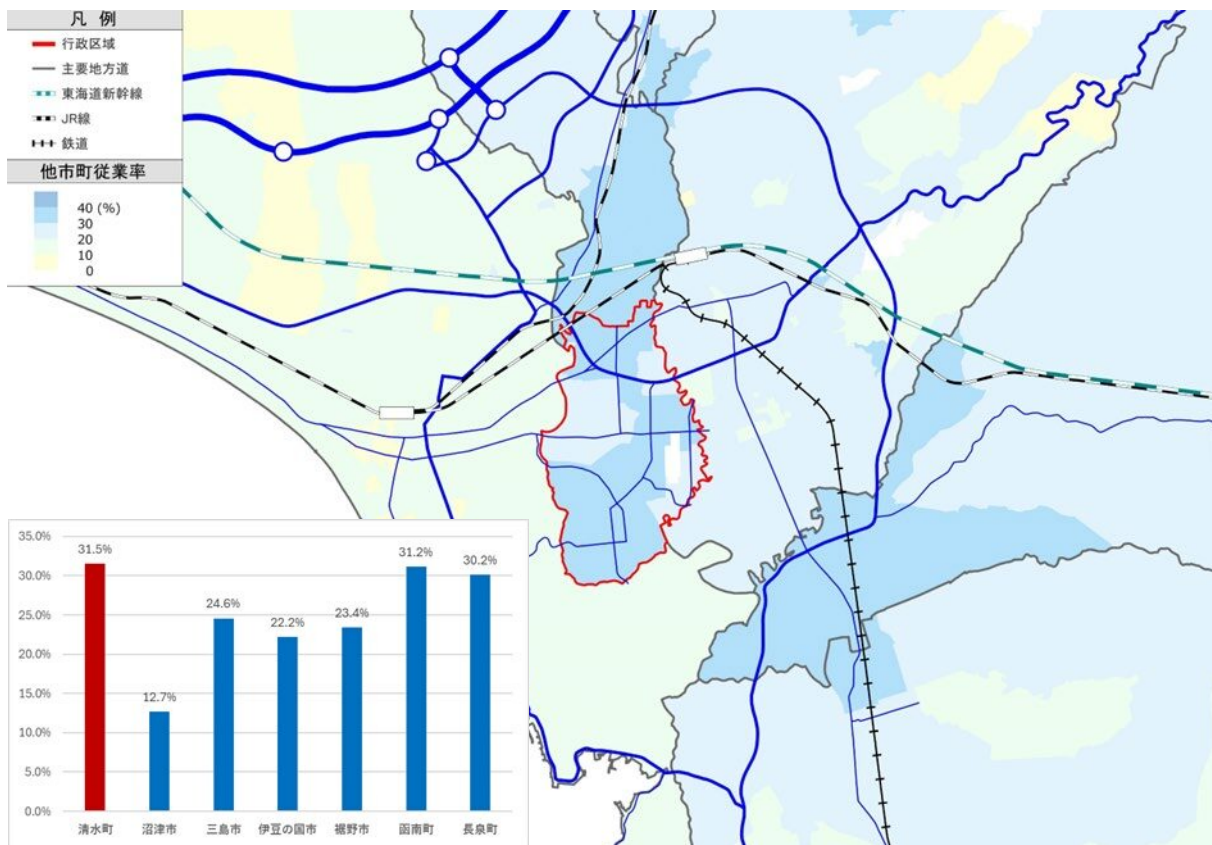 凡 例
行政区域
主要地方道
東海道新幹線
JR線
鉄道
他市町従業率
40 (%)
30
20
10
0
35.0%
30.0%
25.0%
20.0%
15.0%
10.0%
5.0%
0.0%
31.5%
12.7%
24.6%
22.2%
23.4%
31.2%
30.2%
清水町
沼津市
三島市
伊豆の国市
裾野市
函南町
長泉町